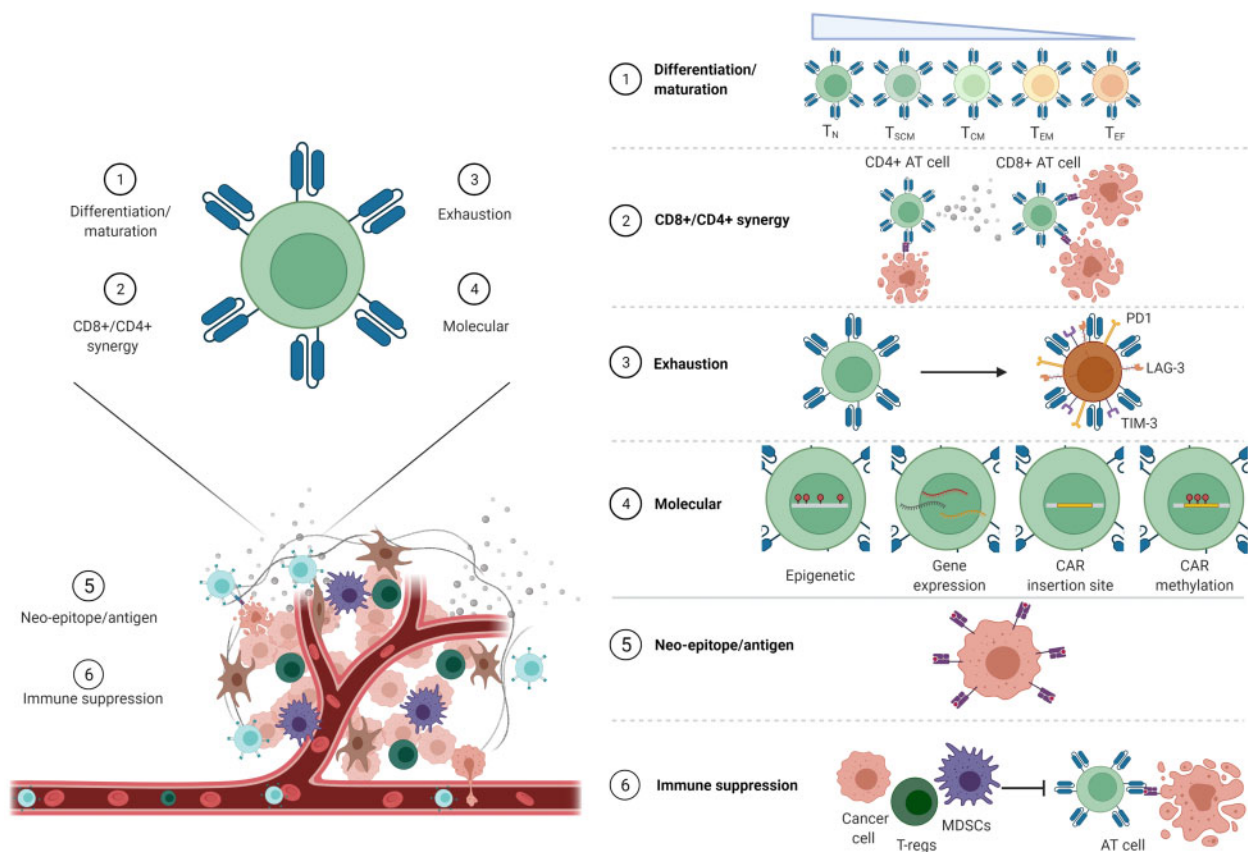 1
Differentiation/
maturation
2
CD8+/CD4+
synergy
3
Exhaustion
4
Molecular
5
Neo-epitope/antigen
6
Immune suppression
1
Differentiation/
maturation
TN
TSCM
TCM
TEM
TEF
2
CD8+/CD4+ synergy
CD4+ AT cell
CD8+ AT cell
3
Exhaustion
PD1
LAG-3
TIM-3
4
Molecular
Epigenetic
Gene
expression
CAR
insertion site
CAR
methylation
5
Neo-epitope/antigen
6
Immune suppression
Cancer
cell
T-regs
MDSCs
AT cell